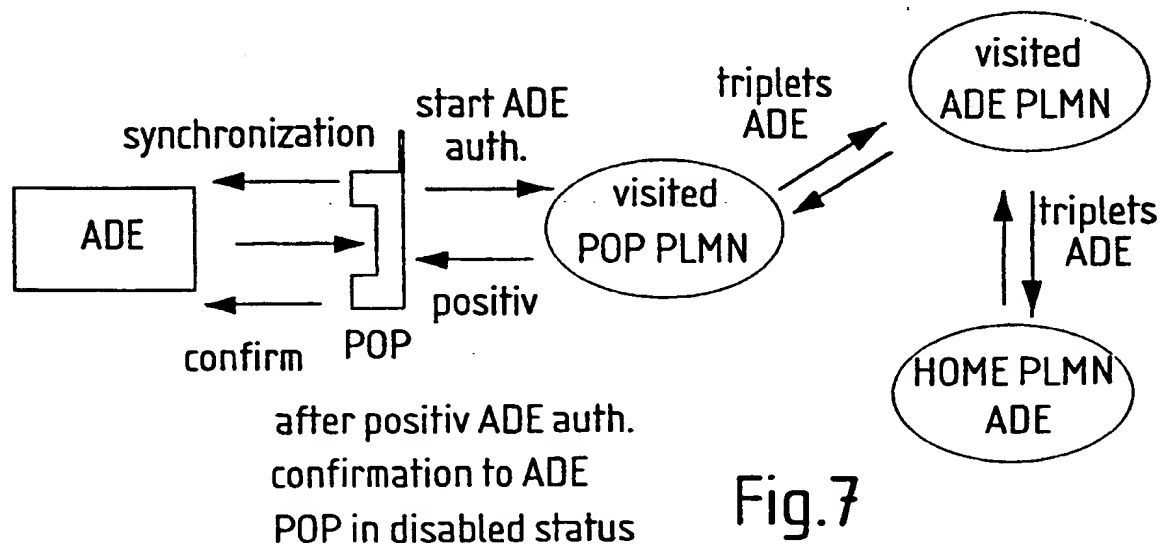 visited
ADE PLMN
triplets
ADE
start ADE
auth.
synchronization
ADE
visited
POP PLMN
triplets
ADE
positiv
POP
confirm
HOME PLMN
ADE
after positiv ADE auth.
confirmation to ADE
POP in disabled status
Fig.7